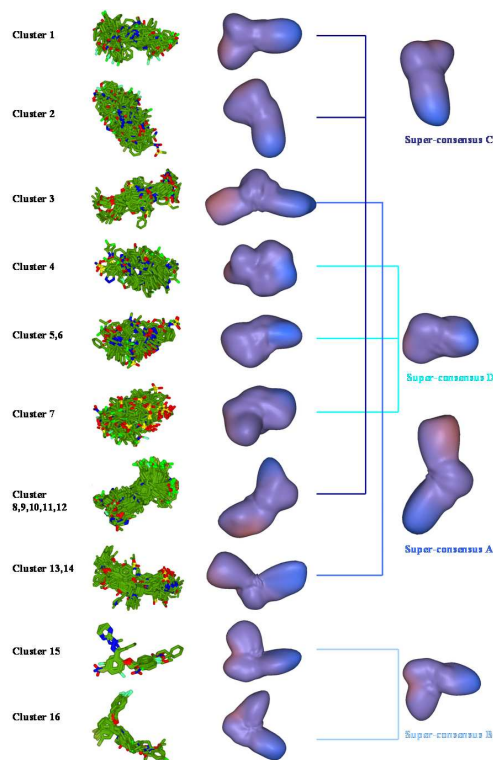 Cluster 1
Cluster 2
Super-consensus C
Cluster 3
Cluster 4
Cluster 5,6
Super-consensus D
Cluster 7
Cluster
8,9,10,11,12
Super-consensus A
Cluster 13,14
Cluster 15
Cluster 16
Super-consensus B